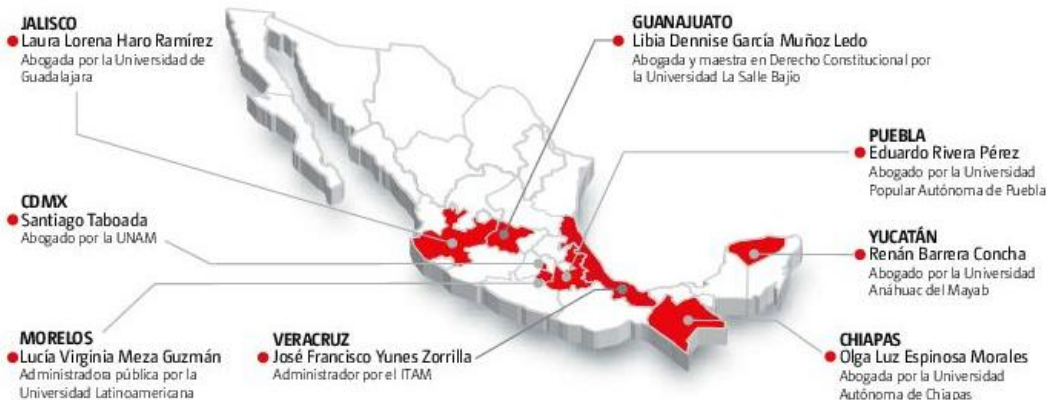 JALISCO
Laura Lorena Haro Ramírez
Abogada por la Universidad de
Guadalajara
GUANAJUATO
Libia Dennise García Muñoz Ledo
Abogada y maestra en Derecho Constitucional por
la Universidad La Salle Bajío
PUEBLA
Eduardo Rivera Pérez
Abogado por la Universidad
Popular Autónoma de Puebla
CDMX
Santiago Taboada
Abogado por la UNAM
YUCATÁN
Renán Barrera Concha
Abogado por la Universidad
Anáhuac del Mayab
MORELOS
Lucía Virginia Meza Guzmán
Administradora pública por la
Universidad Latinoamericana
VERACRUZ
José Francisco Yunes Zorrilla
Administrador por el ITAM
CHIAPAS
Olga Luz Espinosa Morales
Abogada por la Universidad
Autónoma de Chiapas